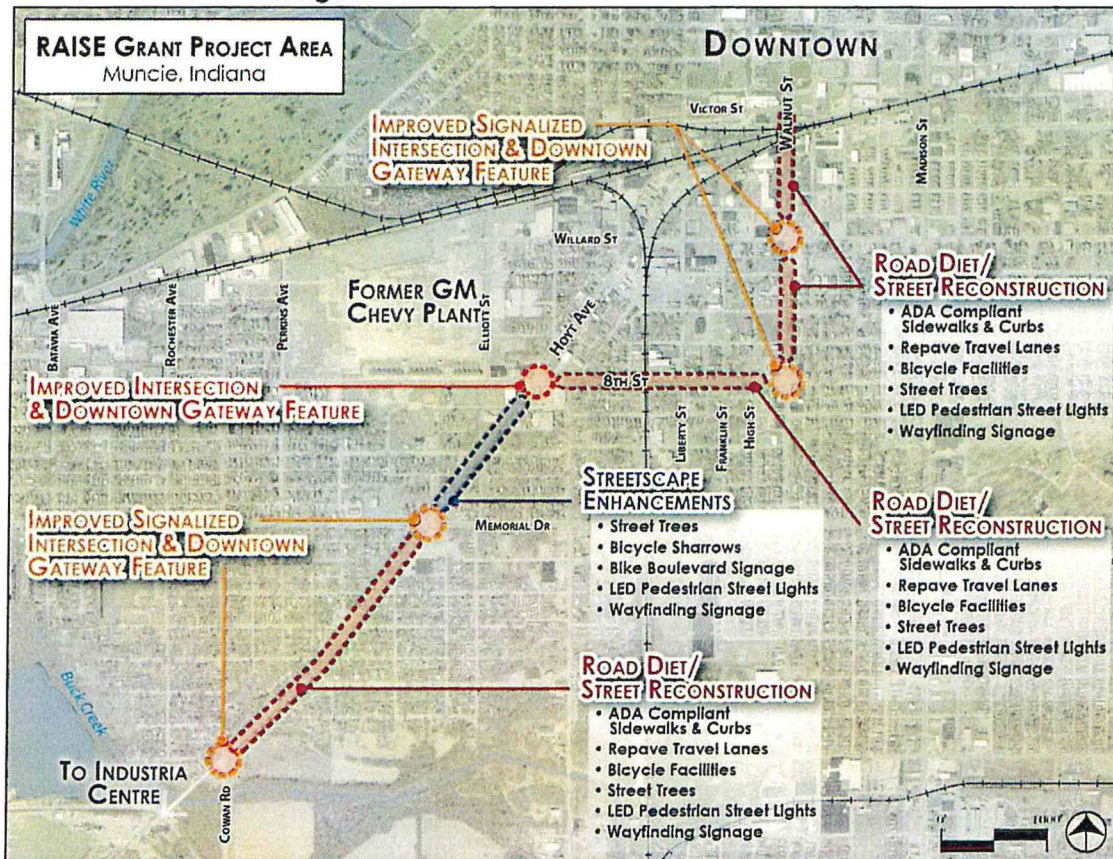 RAISE GRANT PROJECT AREA
Muncie, Indiana
DOWNTOWN
VICTOR ST
WALNUT ST
MADISON ST
IMPROVED SIGNALIZED
INTERSECTION & DOWNTOWN
GATEWAY FEATURE
White River
WILLARD ST
ROAD DIET/
STREET RECONSTRUCTION
• ADA Compliant
Sidewalks & Curbs
• Repave Travel Lanes
• Bicycle Facilities
• Street Trees
• LED Pedestrian Street Lights
• Wayfinding Signage
FORMER GM
CHEVY PLANT
BATAVIA AVE
ROCHESTER AVE
PERKINS AVE
ELLIOTT ST
HOYT AVE
8TH ST
IMPROVED INTERSECTION
& DOWNTOWN GATEWAY FEATURE
LIBERTY ST
FRANKLIN ST
HIGH ST
STREETSCAPE
ENHANCEMENTS
• Street Trees
• Bicycle Sharrows
• Bike Boulevard Signage
• LED Pedestrian Street Lights
• Wayfinding Signage
ROAD DIET/
STREET RECONSTRUCTION
• ADA Compliant
Sidewalks & Curbs
• Repave Travel Lanes
• Bicycle Facilities
• Street Trees
• LED Pedestrian Street Lights
• Wayfinding Signage
IMPROVED SIGNALIZED
INTERSECTION & DOWNTOWN
GATEWAY FEATURE
MEMORIAL DR
ROAD DIET/
STREET RECONSTRUCTION
• ADA Compliant
Sidewalks & Curbs
• Repave Travel Lanes
• Bicycle Facilities
• Street Trees
• LED Pedestrian Street Lights
• Wayfinding Signage
Buck Creek
TO INDUSTRIA
CENTRE
COWAN RD
0' 1000'